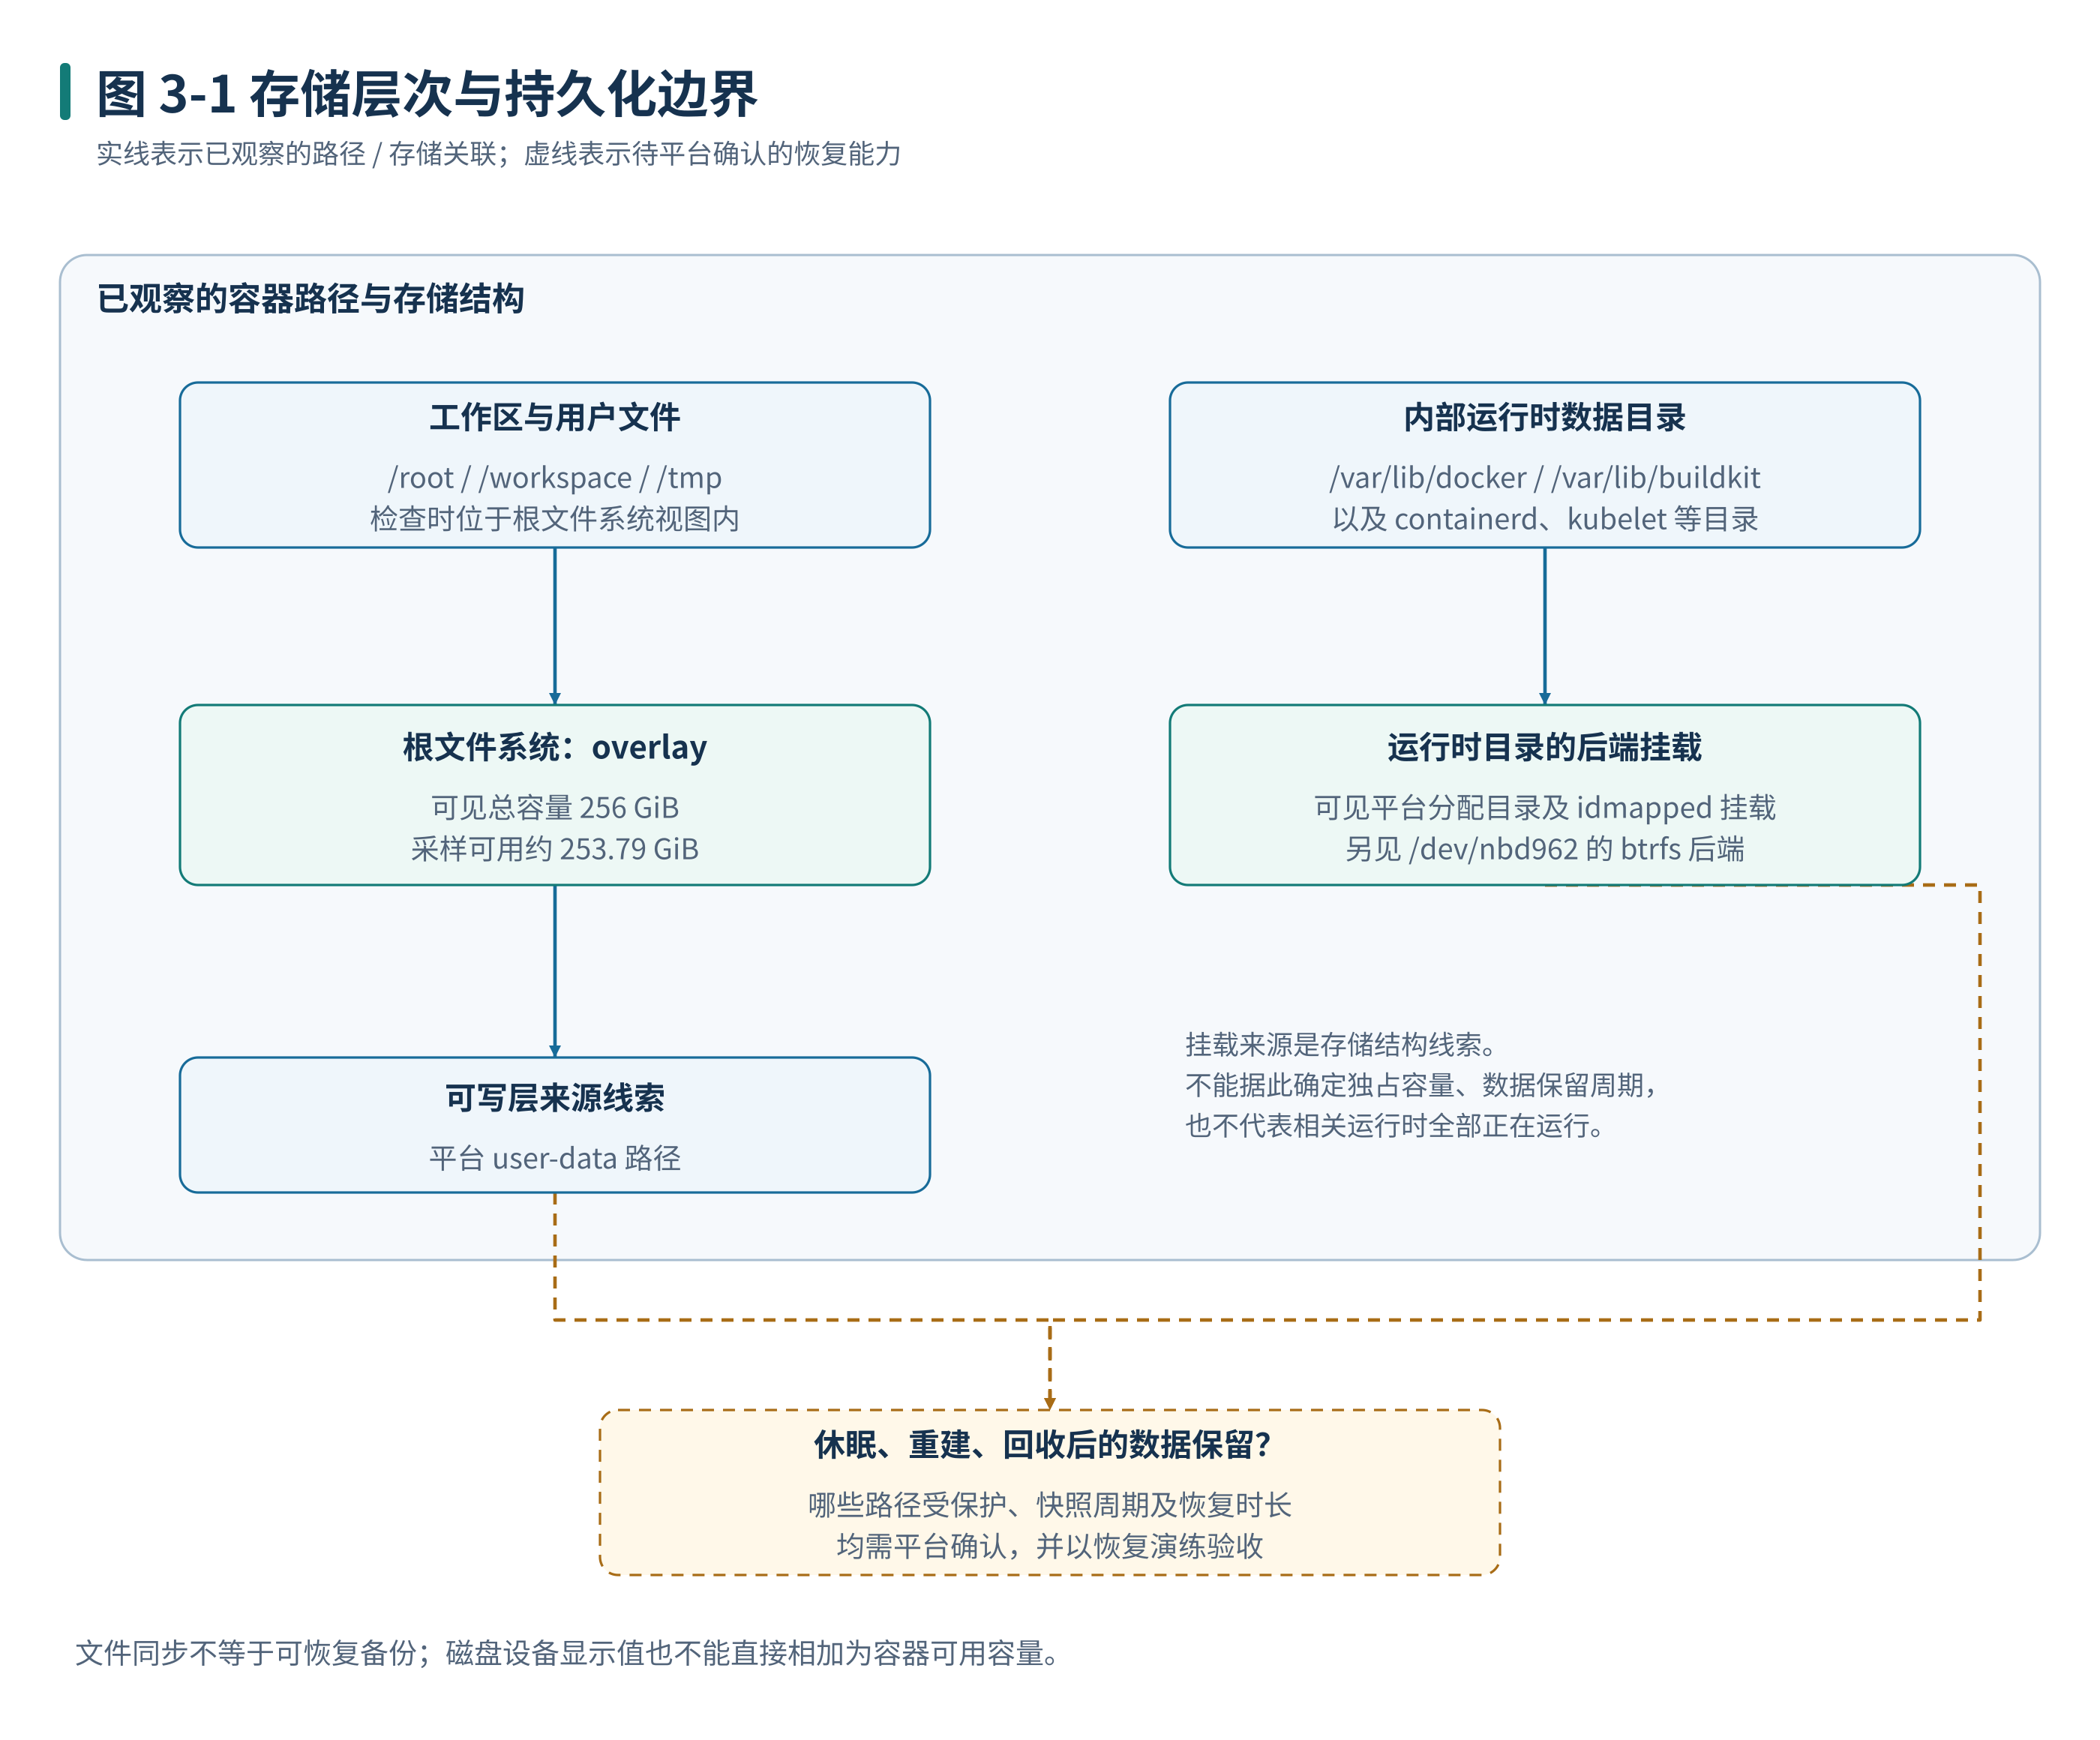 图 3-1 存储层次与持久化边界
实线表示已观察的路径 / 存储关联；虚线表示待平台确认的恢复能力
已观察的容器路径与存储结构
工作区与用户文件
/root / /workspace / /tmp
检查时位于根文件系统视图内
内部运行时数据目录
/var/lib/docker / /var/lib/buildkit
以及 containerd、kubelet 等目录
根文件系统：overlay
可见总容量 256 GiB
采样可用约 253.79 GiB
运行时目录的后端挂载
可见平台分配目录及 idmapped 挂载
另见 /dev/nbd962 的 btrfs 后端
可写层来源线索
平台 user-data 路径
挂载来源是存储结构线索。
不能据此确定独占容量、数据保留周期，
也不代表相关运行时全部正在运行。
休眠、重建、回收后的数据保留？
哪些路径受保护、快照周期及恢复时长
均需平台确认，并以恢复演练验收
文件同步不等于可恢复备份；磁盘设备显示值也不能直接相加为容器可用容量。